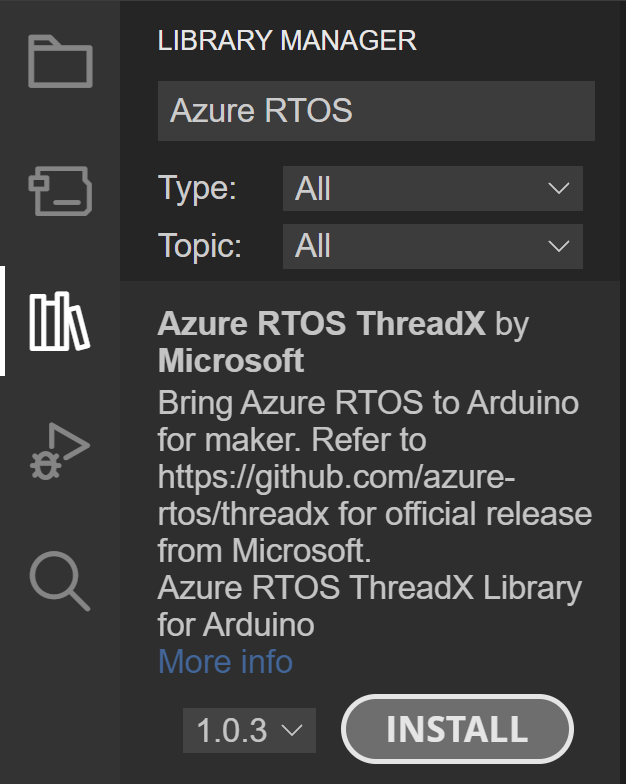 LIBRARY MANAGER
Azure RTOS
Type: All
Topic: All
Azure RTOS ThreadX by
Microsoft
Bring Azure RTOS to Arduino
for maker. Refer to
https://github.com/azure-
rtos/threadx for official release
from Microsoft.
Azure RTOS ThreadX Library
for Arduino
More info
1.0.3 INSTALL